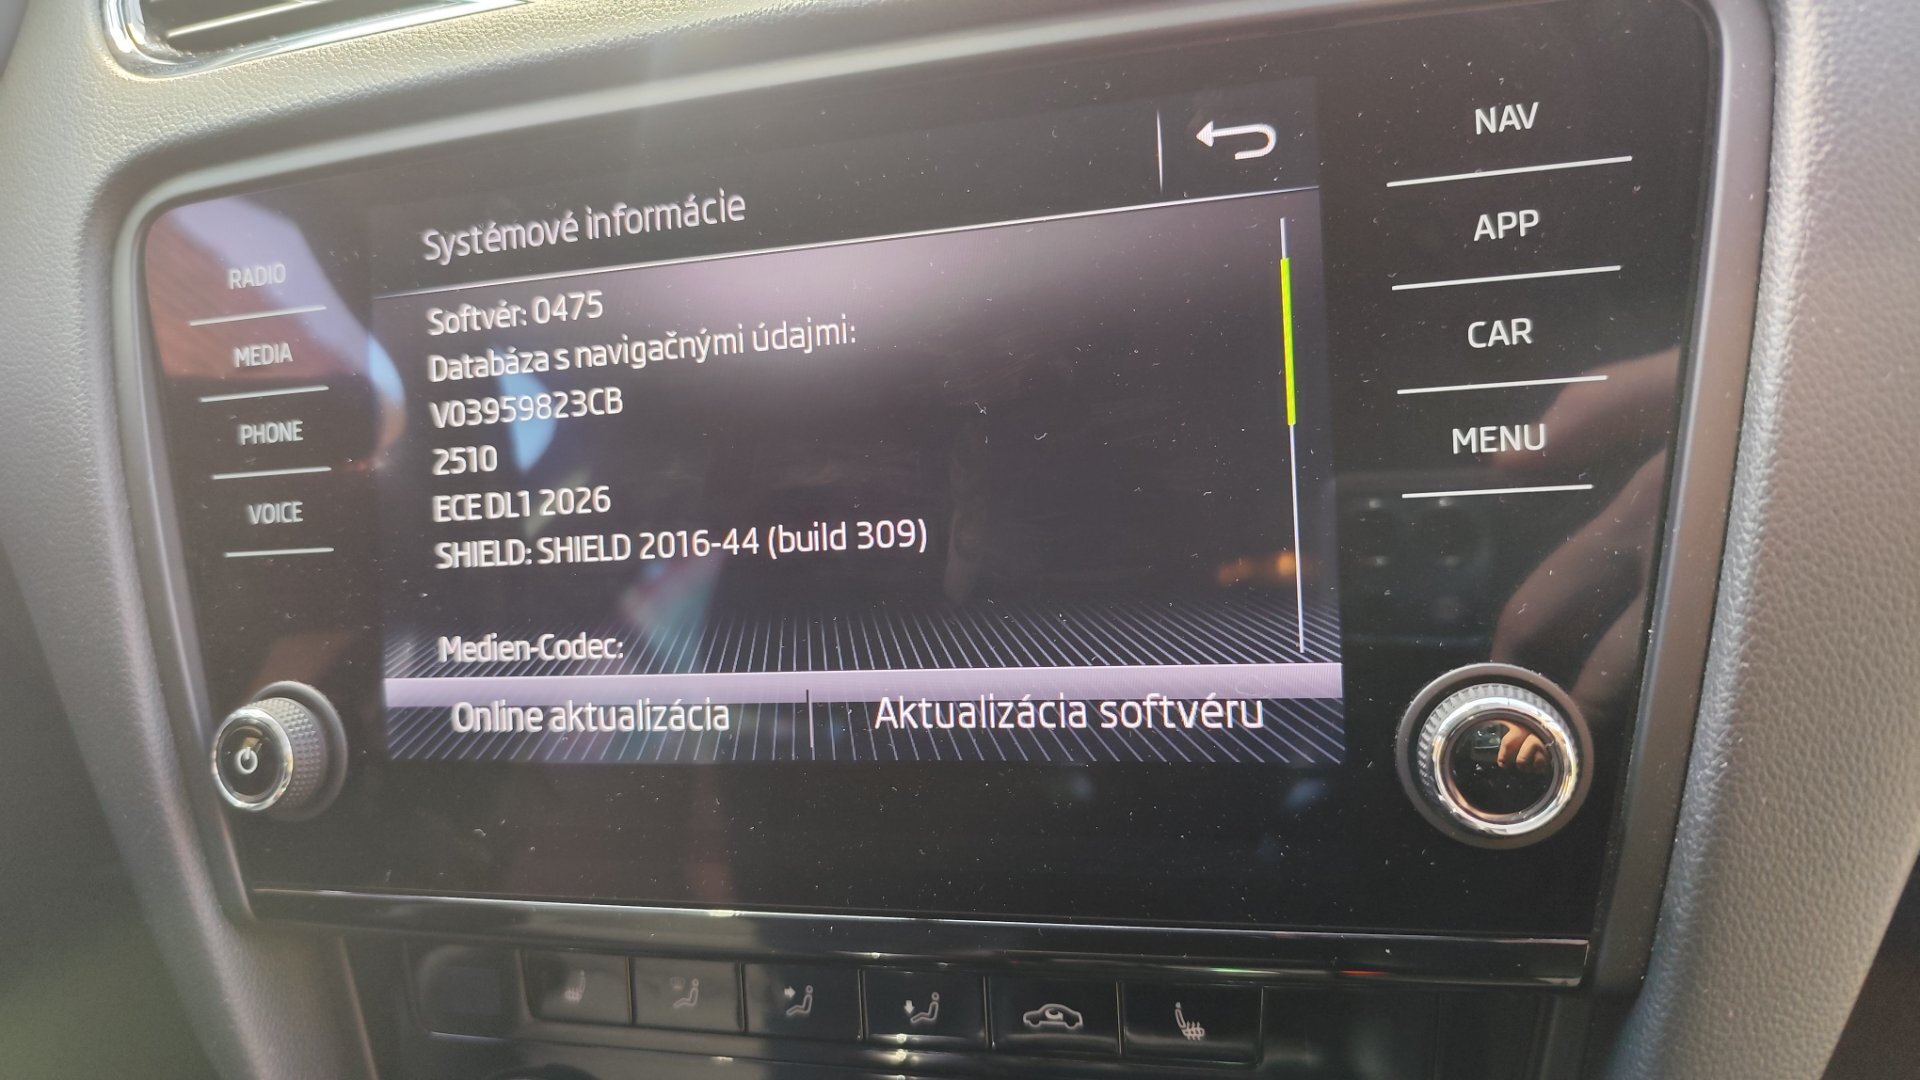 Systémové informácie
Softvér: 0475
Databáza s navigačnými údajmi:
V03959823CB
2510
ECE DL1 2026
SHIELD: SHIELD 2016-44 (build 309)
Medien-Codec:
Online aktualizácia
Aktualizácia softvéru
RADIO
MEDIA
PHONE
VOICE
NAV
APP
CAR
MENU